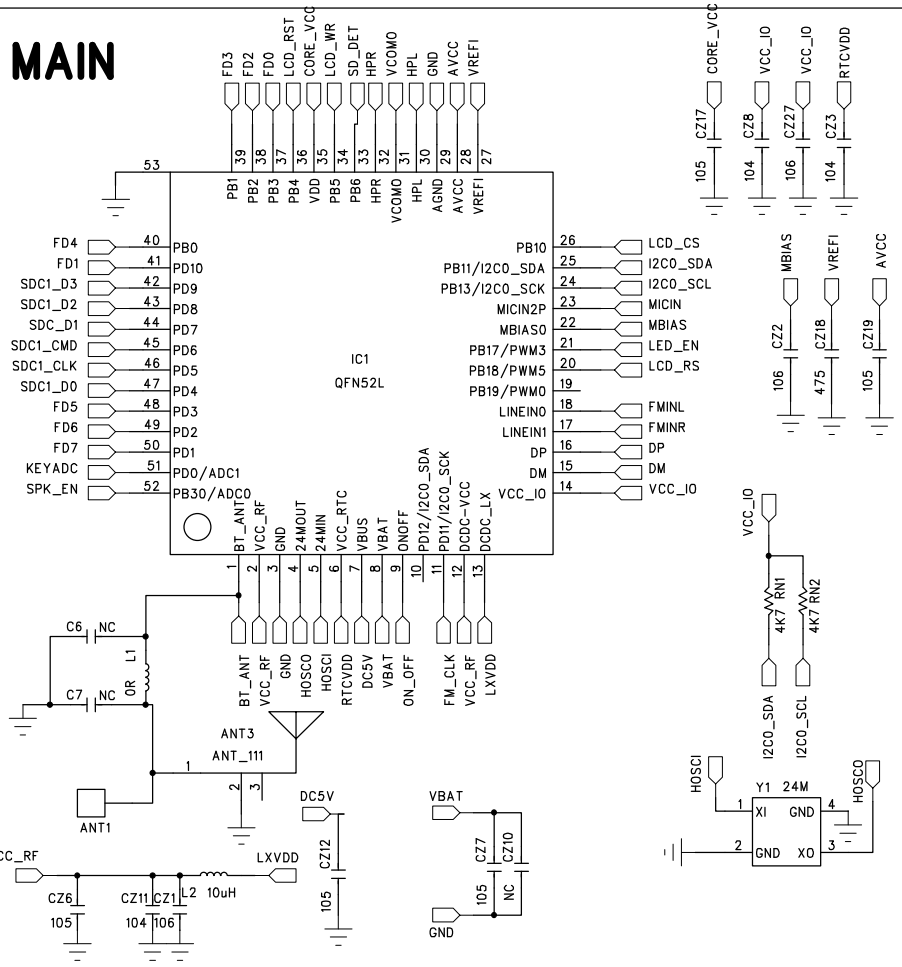 MAIN
FD3
FD2
FD0
LCD_RST
CORE_VCC
LCD_WR
SD_DET
HPR
VCOMO
HPL
GND
AVCC
VREFI
39
38
37
36
35
34
33
32
31
30
29
28
27
PB1
PB2
PB3
PB4
VDD
PB5
PB6
HPR
VCOMO
HPL
AGND
AVCC
VREFI
53
FD4 40 PB0
FD1 41 PD10
SDC1_D3 42 PD9
SDC1_D2 43 PD8
SDC_D1 44 PD7
SDC1_CMD 45 PD6
SDC1_CLK 46 PD5
SDC1_D0 47 PD4
FD5 48 PD3
FD6 49 PD2
FD7 50 PD1
KEYADC 51 PD0/ADC1
SPK_EN 52 PB30/ADC0
IC1
QFN52L
PB10 26 LCD_CS
PB11/I2C0_SDA 25 I2C0_SDA
PB13/I2C0_SCK 24 I2C0_SCL
MICIN2P 23 MICIN
MBIAS0 22 MBIAS
PB17/PWM3 21 LED_EN
PB18/PWM5 20 LCD_RS
PB19/PWM0 19
LINEIN0 18 FMINL
LINEIN1 17 FMINR
DP 16 DP
DM 15 DM
VCC_IO 14 VCC_IO
BT_ANT
VCC_RF
GND
24MOUT
24MIN
VCC_RTC
VBUS
VBAT
ONOFF
PD12/I2C0_SDA
PD11/I2C0_SCK
DCDC-VCC
DCDC_LX
1
2
3
4
5
6
7
8
9
10
11
12
13
BT_ANT
VCC_RF
GND
HOSCO
HOSCI
RTCVDD
DC5V
VBAT
ON_OFF
FM_CLK
VCC_RF
LXVDD
CORE_VCC
CZ17
105
VCC_IO
CZ8
104
VCC_IO
CZ27
106
RTCVDD
CZ3
104
MBIAS
CZ2
106
VREFI
CZ18
475
AVCC
CZ19
105
VCC_IO
4K7 RN1
4K7 RN2
I2C0_SDA
I2C0_SCL
C6 NC
L1
0R
C7 NC
ANT3
ANT_111
1
2
3
ANT1
CC_RF
LXVDD
L2 10uH
CZ6
105
CZ11
104
CZ1
106
DC5V
CZ12
105
VBAT
CZ7
105
CZ10
NC
GND
HOSCI
HOSCO
Y1 24M
1 XI
GND 4
2 GND
XO 3